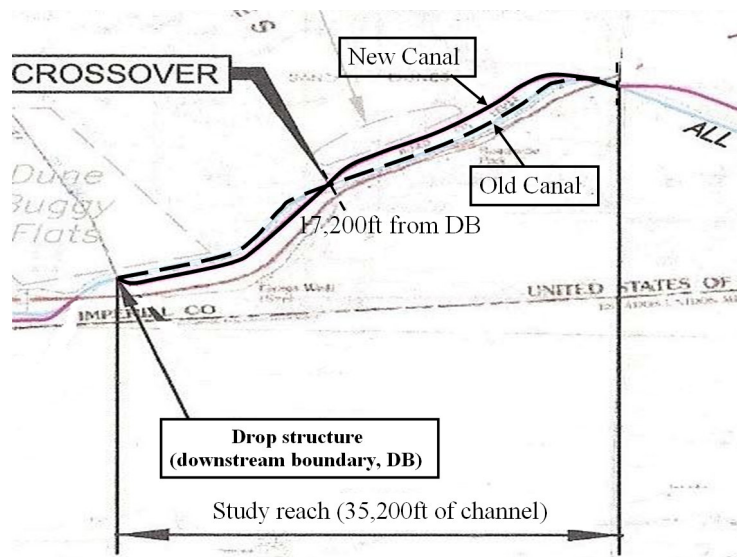 New Canal
CROSSOVER
ALL
Old Canal
Dune
Buggy
Flats
17,200ft from DB
UNITED STATES OF
IMPERIAL CO
Drop structure
(downstream boundary, DB)
Study reach (35,200ft of channel)